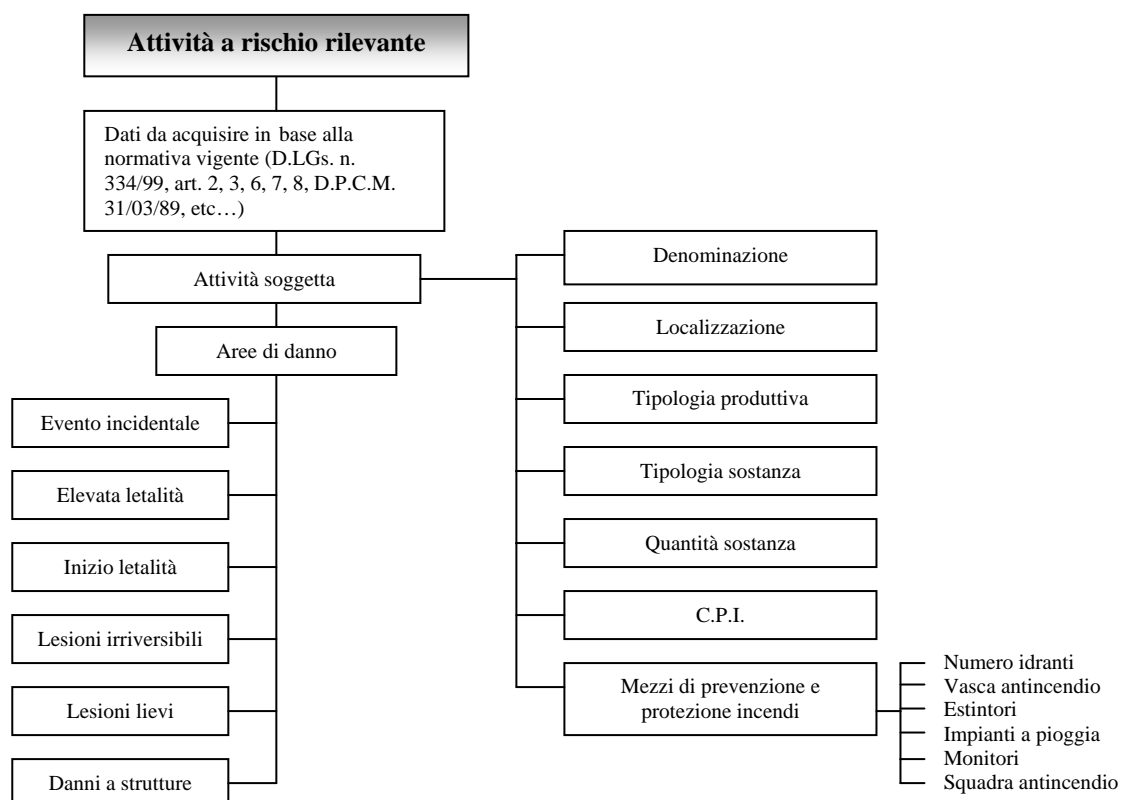 Attività a rischio rilevante
Dati da acquisire in base alla
normativa vigente (D.LGs. n.
334/99, art. 2, 3, 6, 7, 8, D.P.C.M.
31/03/89, etc…)
Attività soggetta
Aree di danno
Evento incidentale
Elevata letalità
Inizio letalità
Lesioni irriversibili
Lesioni lievi
Danni a strutture
Denominazione
Localizzazione
Tipologia produttiva
Tipologia sostanza
Quantità sostanza
C.P.I.
Mezzi di prevenzione e
protezione incendi
Numero idranti
Vasca antincendio
Estintori
Impianti a pioggia
Monitori
Squadra antincendio